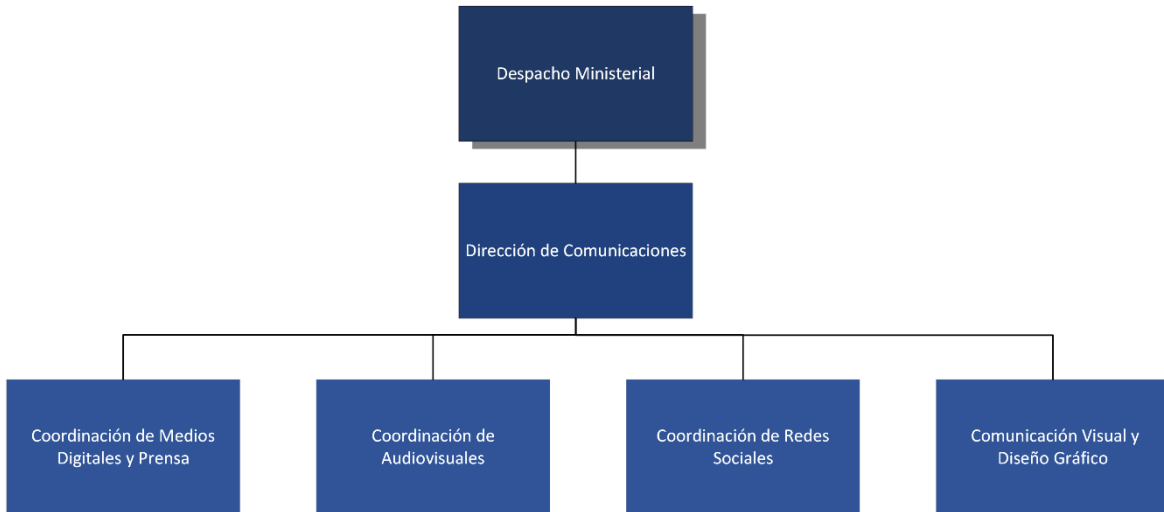 Despacho Ministerial
Dirección de Comunicaciones
Coordinación de Medios
Digitales y Prensa
Coordinación de
Audiovisuales
Coordinación de Redes
Sociales
Comunicación Visual y
Diseño Gráfico